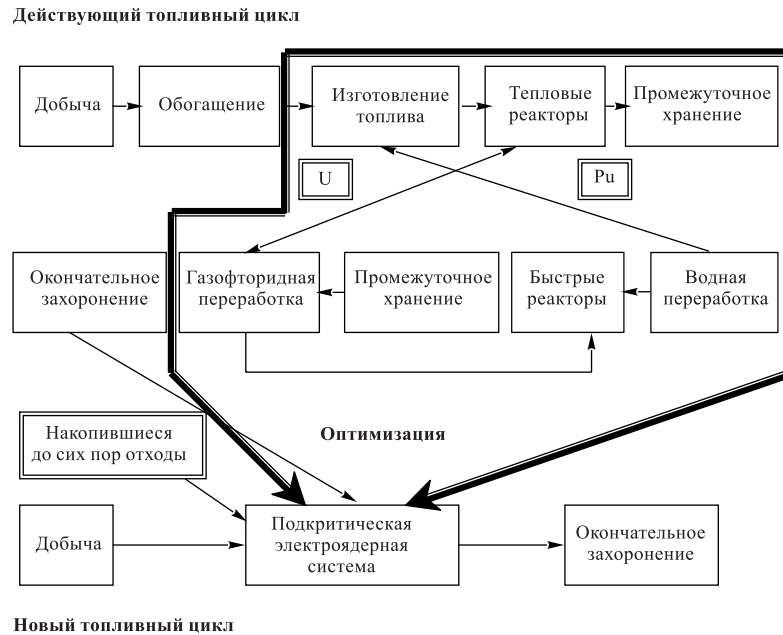 Действующий топливный цикл
Добыча
Обогащение
Изготовление
топлива
Тепловые
реакторы
Промежуточное
хранение
U
Pu
Окончательное
захоронение
Газофторидная
переработка
Промежуточное
хранение
Быстрые
реакторы
Водная
переработка
Накопившиеся
до сих пор отходы
Оптимизация
Добыча
Подкритическая
электроядерная
система
Окончательное
захоронение
Новый топливный цикл